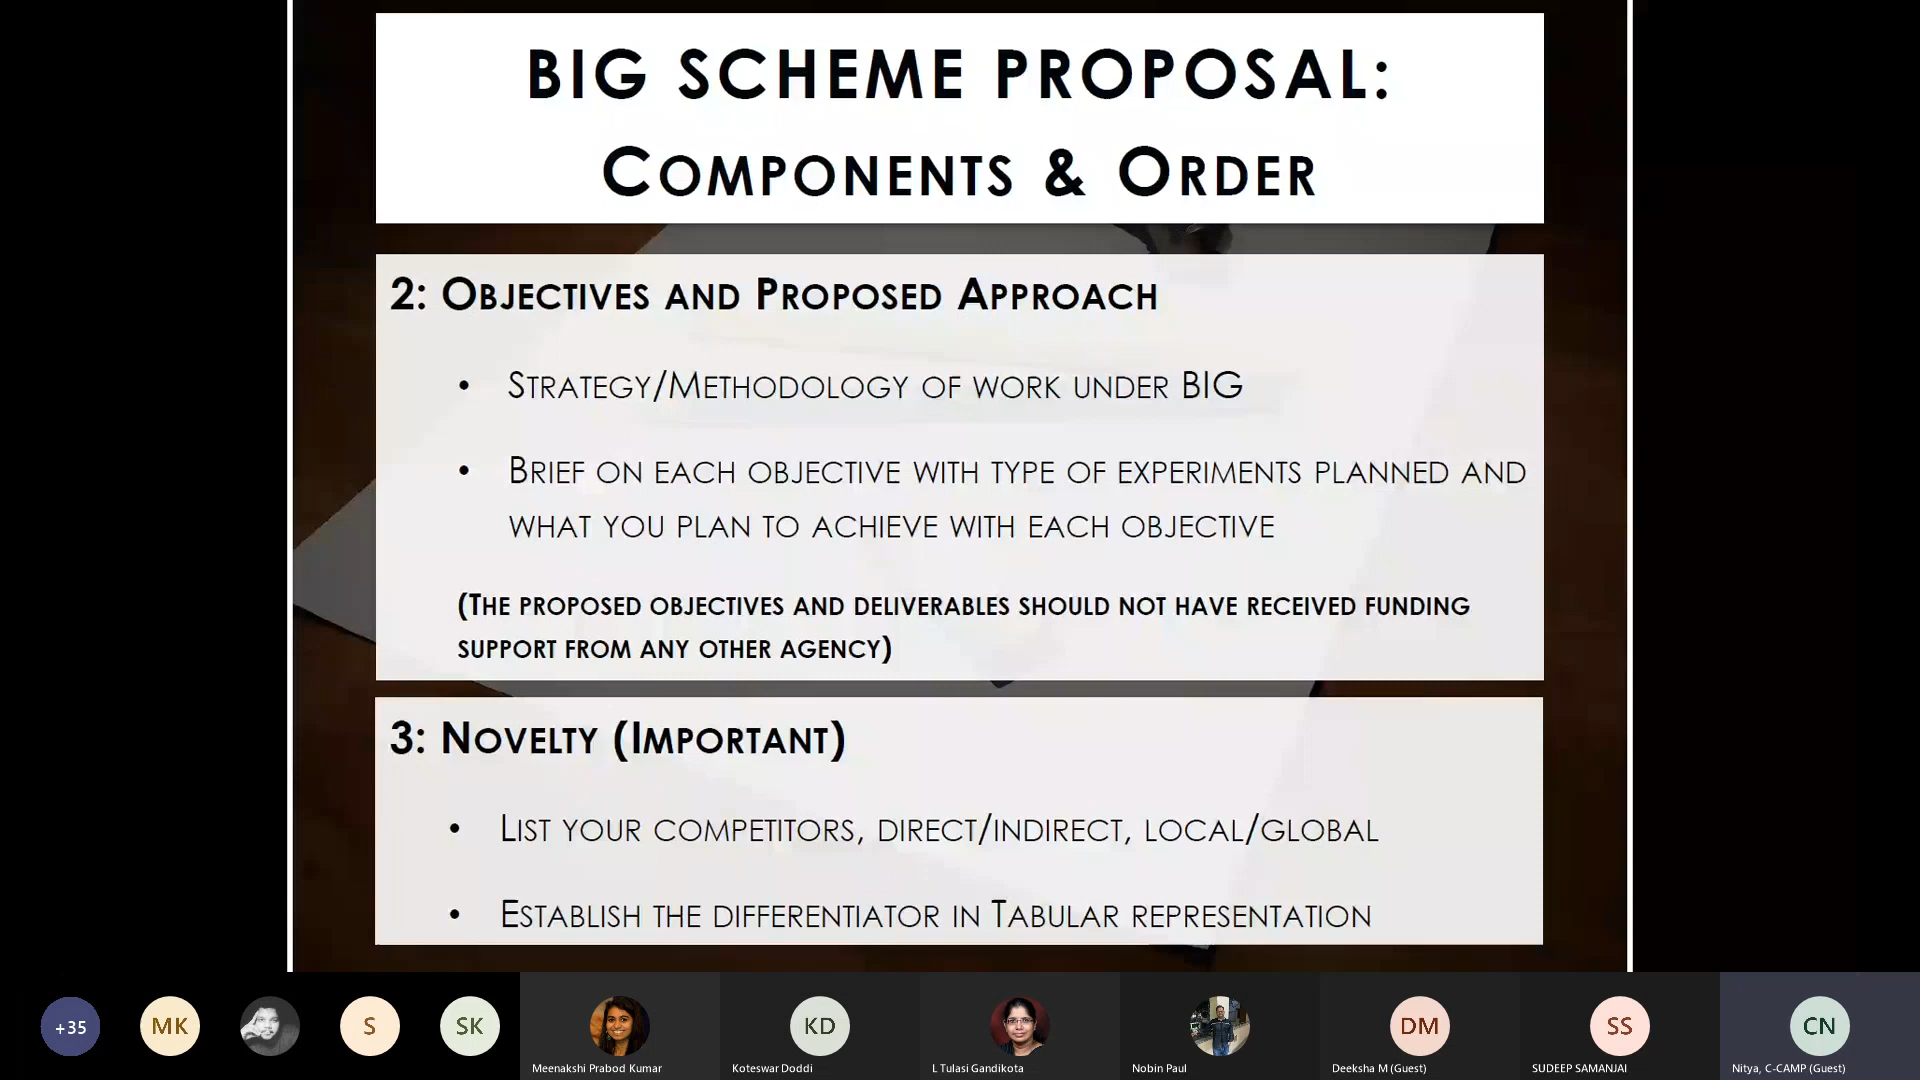 BIG SCHEME PROPOSAL:
COMPONENTS & ORDER
2: OBJECTIVES AND PROPOSED APPROACH
• STRATEGY/METHODOLOGY OF WORK UNDER BIG
• BRIEF ON EACH OBJECTIVE WITH TYPE OF EXPERIMENTS PLANNED AND
WHAT YOU PLAN TO ACHIEVE WITH EACH OBJECTIVE
(THE PROPOSED OBJECTIVES AND DELIVERABLES SHOULD NOT HAVE RECEIVED FUNDING
SUPPORT FROM ANY OTHER AGENCY)
3: NOVELTY (IMPORTANT)
• LIST YOUR COMPETITORS, DIRECT/INDIRECT, LOCAL/GLOBAL
• ESTABLISH THE DIFFERENTIATOR IN TABULAR REPRESENTATION
+35 MK S SK KD DM SS CN
Meenakshi Prabod Kumar Koteswar Doddi L Tulasi Gandikota Nobin Paul Deeksha M (Guest) SUDEEP SAMANJAI Nitya, C-CAMP (Guest)